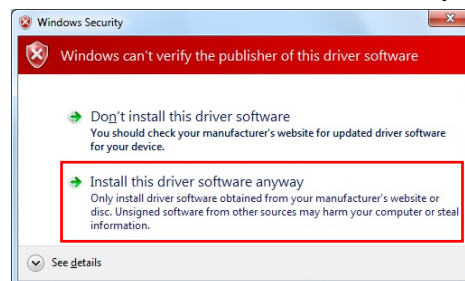 Windows Security
Windows can't verify the publisher of this driver software
Don't install this driver software
You should check your manufacturer's website for updated driver software
for your device.
Install this driver software anyway
Only install driver software obtained from your manufacturer's website or
disc. Unsigned software from other sources may harm your computer or steal
information.
See details